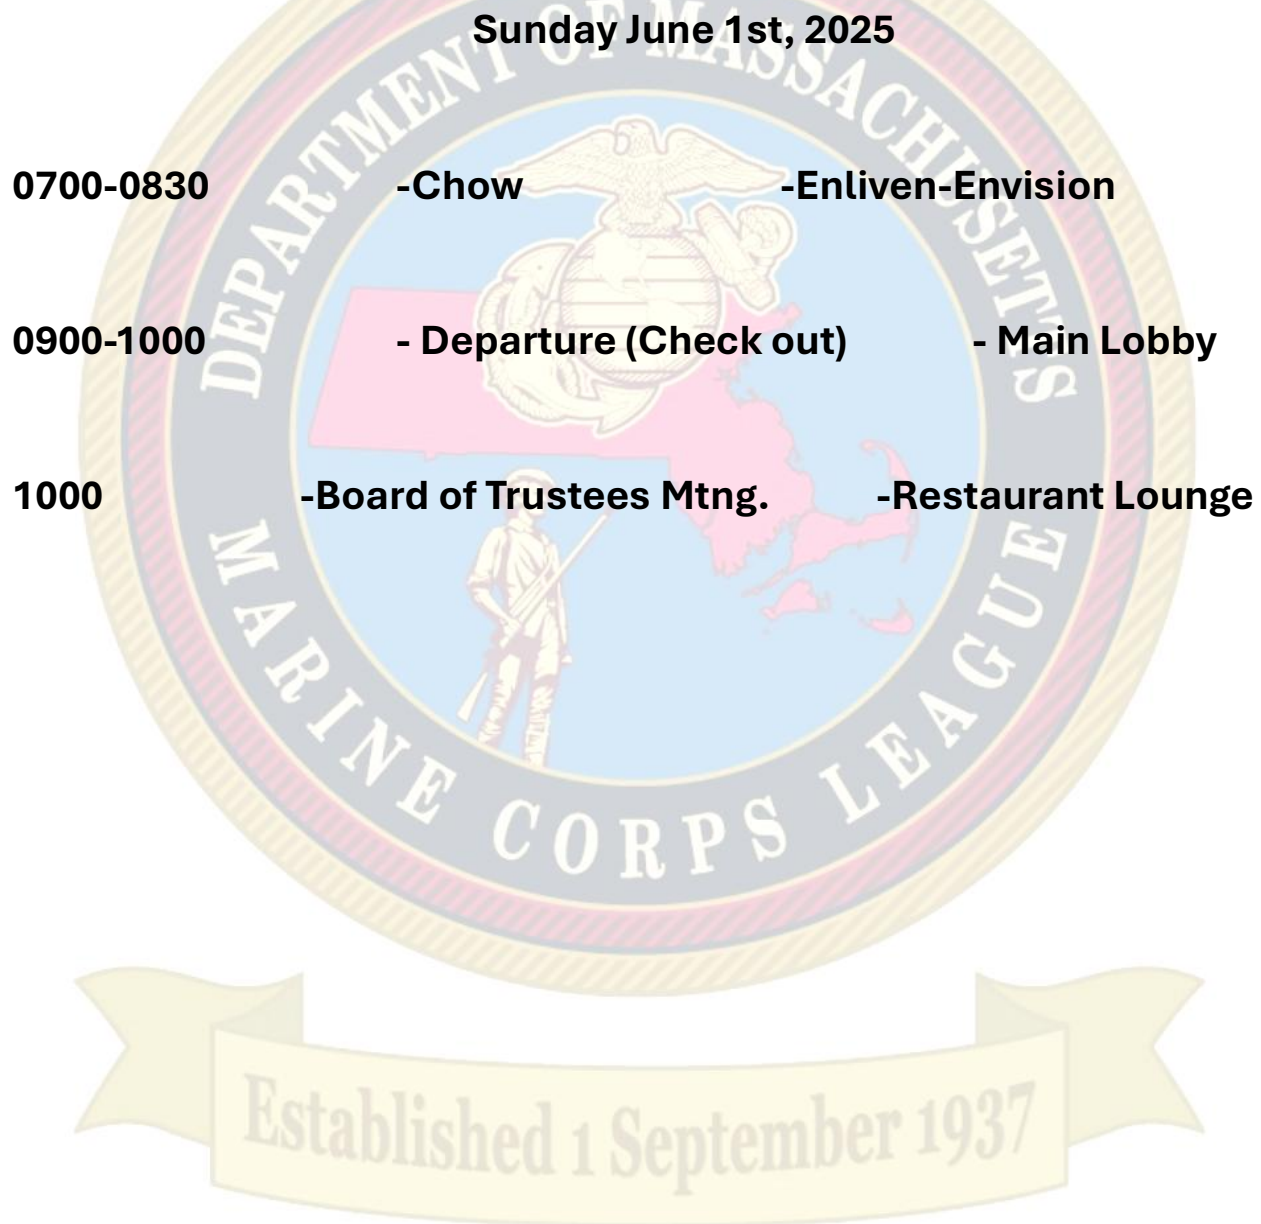 Sunday June 1st, 2025
DEPARTMENT OF MASSACHUSETTS
0700-0830 -Chow -Enliven-Envision
0900-1000 - Departure (Check out) - Main Lobby
1000 -Board of Trustees Mtng. -Restaurant Lounge
MARINE CORPS LEAGUE
Established 1 September 1937